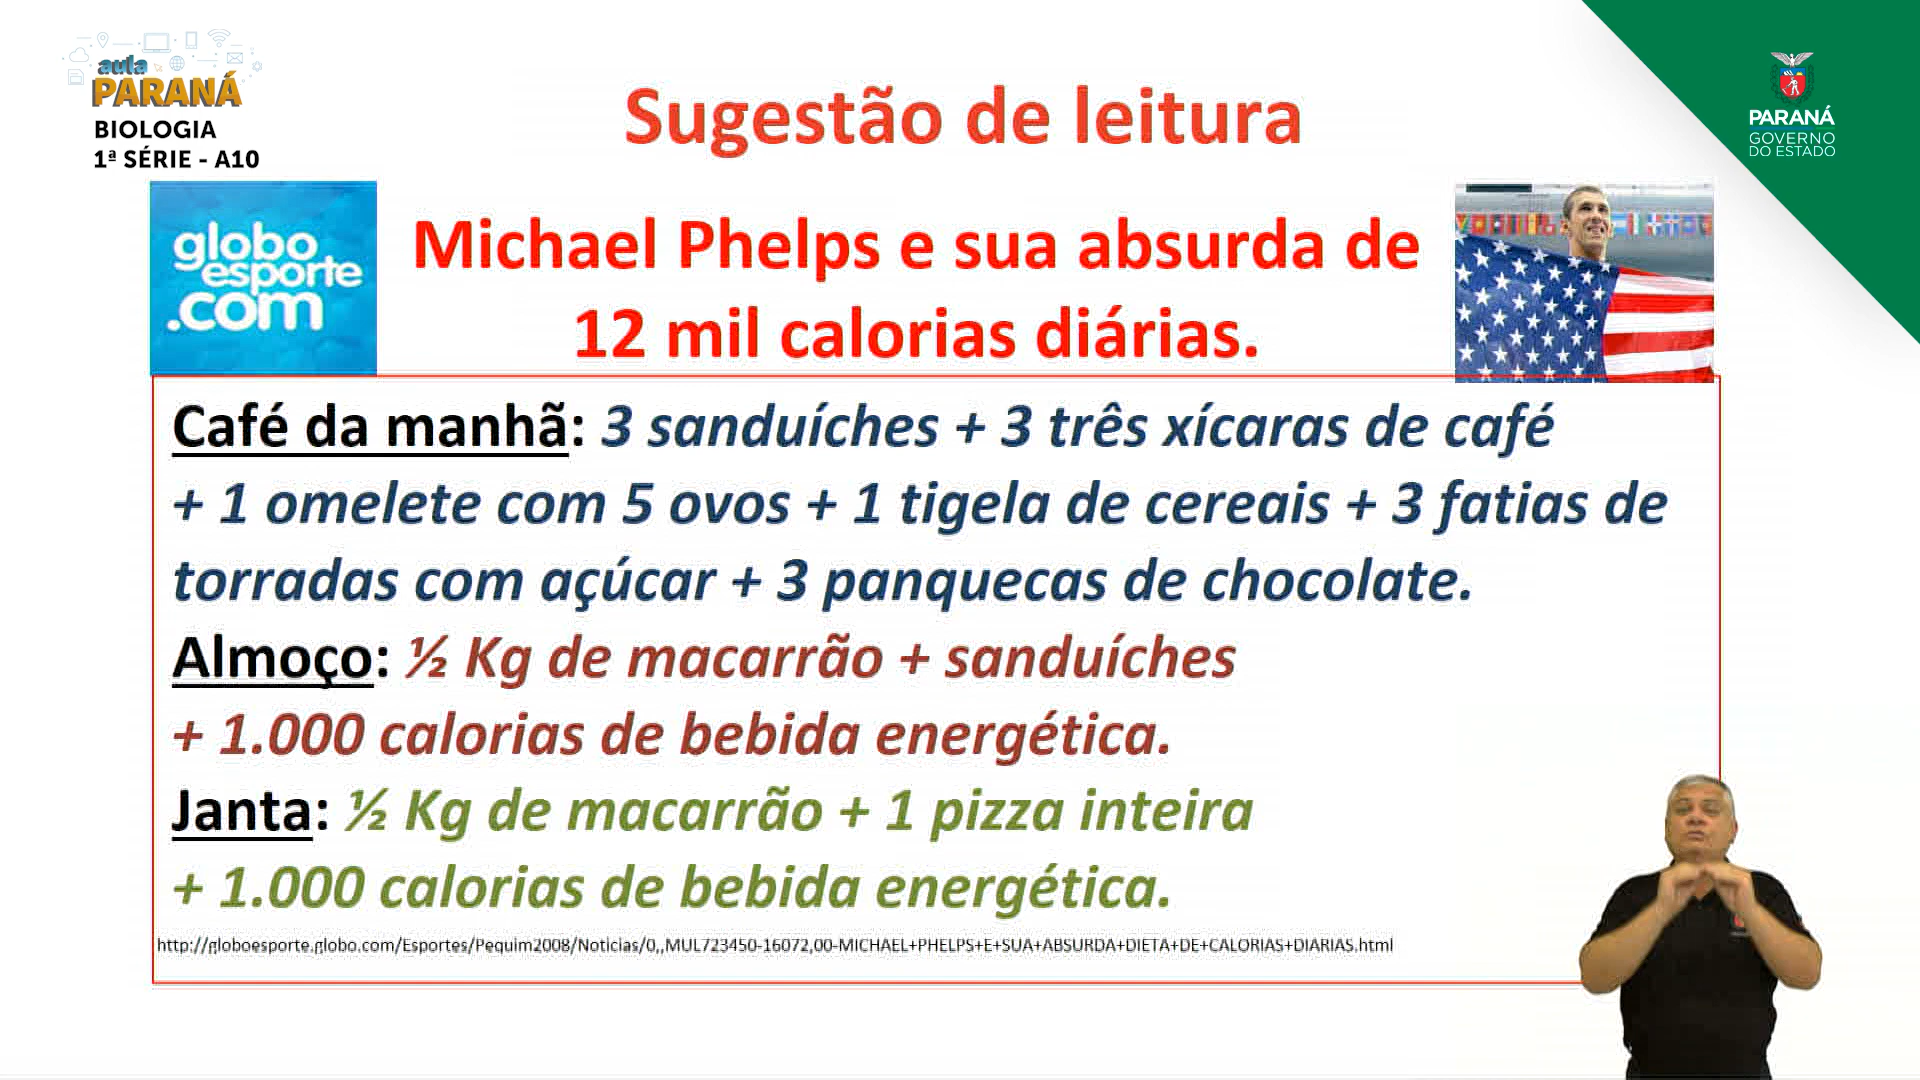 aula
PARANÁ
BIOLOGIA
1ª SÉRIE - A10
Sugestão de leitura
PARANÁ
GOVERNO
DO ESTADO
globo
esporte
.com
Michael Phelps e sua absurda de
12 mil calorias diárias.
Café da manhã: 3 sanduíches + 3 três xícaras de café
+ 1 omelete com 5 ovos + 1 tigela de cereais + 3 fatias de
torradas com açúcar + 3 panquecas de chocolate.
Almoço: ½ Kg de macarrão + sanduíches
+ 1.000 calorias de bebida energética.
Janta: ½ Kg de macarrão + 1 pizza inteira
+ 1.000 calorias de bebida energética.
http://globoesporte.globo.com/Esportes/Pequim2008/Noticias/0,,MUL723450-16072,00-MICHAEL+PHELPS+E+SUA+ABSURDA+DIETA+DE+CALORIAS+DIARIAS.html